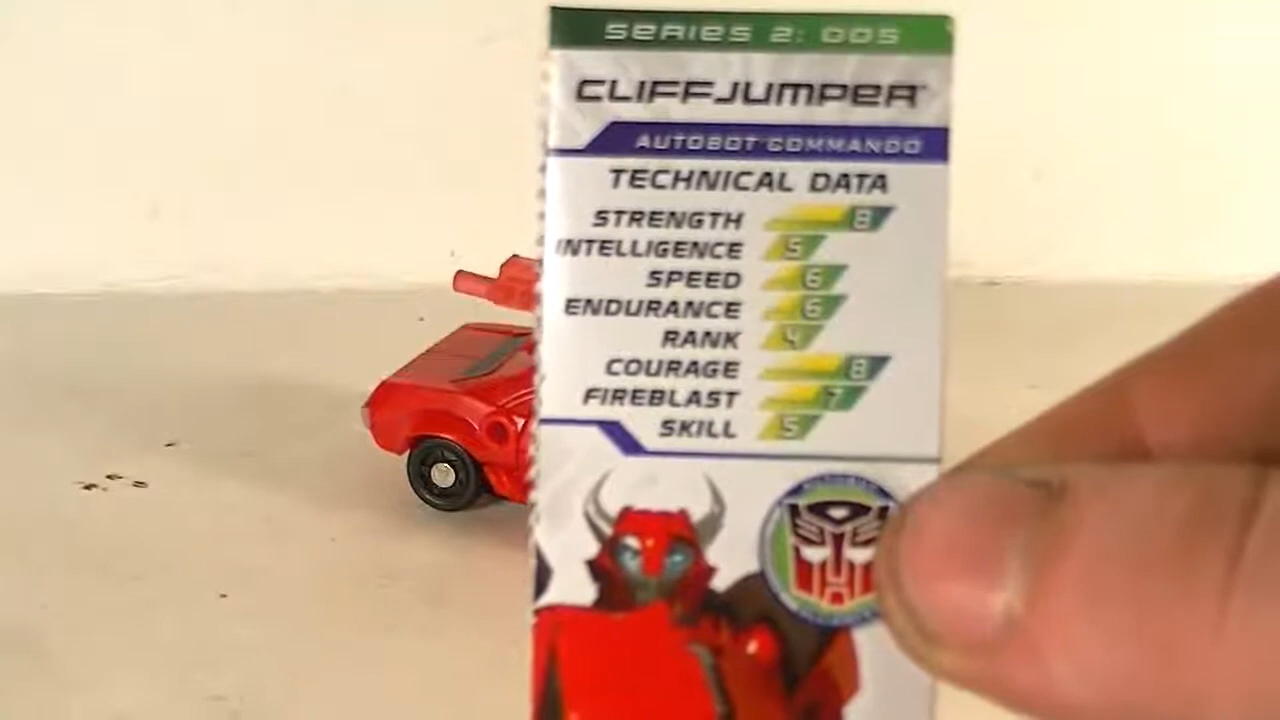 SERIES 2: 005
CLIFFJUMPER™
AUTOBOT COMMANDO
TECHNICAL DATA
STRENGTH 8
INTELLIGENCE 5
SPEED 6
ENDURANCE 6
RANK 4
COURAGE 8
FIREBLAST 7
SKILL 5